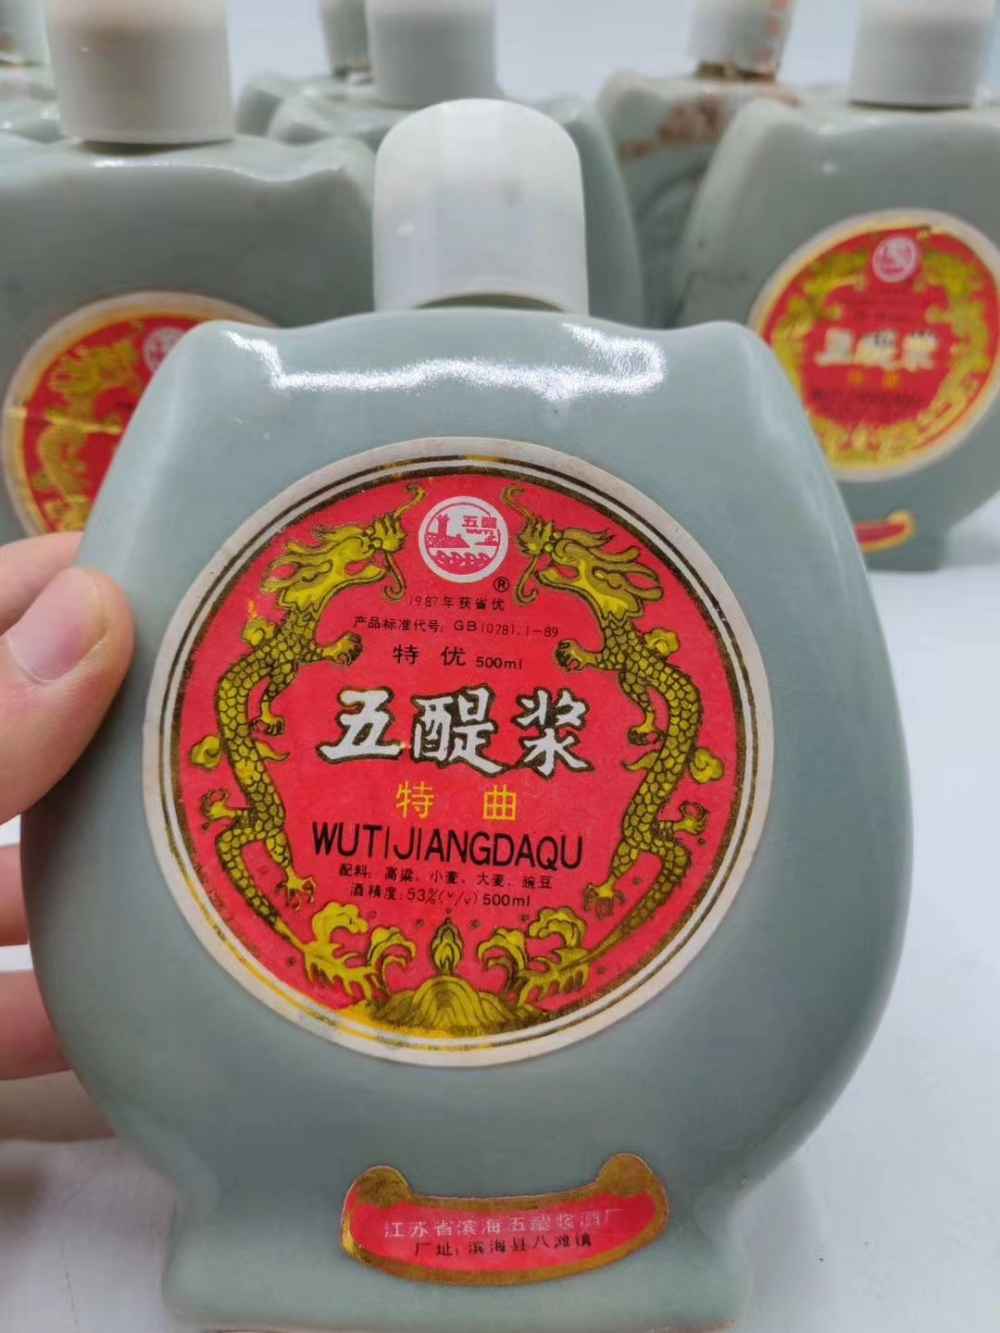 五醍
WUTI
®
1987年获省优
产品标准代号: GB10781.1-89
特优 500ml
五醍浆
特曲
WUTIJIANGDAQU
配料: 高粱、小麦、大麦、豌豆
酒精度: 53%(v/v) 500ml
江苏省滨海五醍浆酒厂
厂址: 滨海县八滩镇
五醍浆
特曲